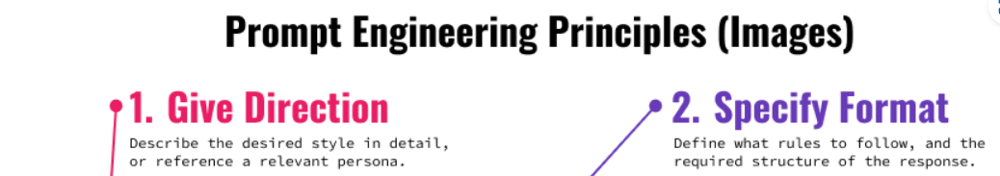 Prompt Engineering Principles (Images)
1. Give Direction
Describe the desired style in detail,
or reference a relevant persona.
2. Specify Format
Define what rules to follow, and the
required structure of the response.